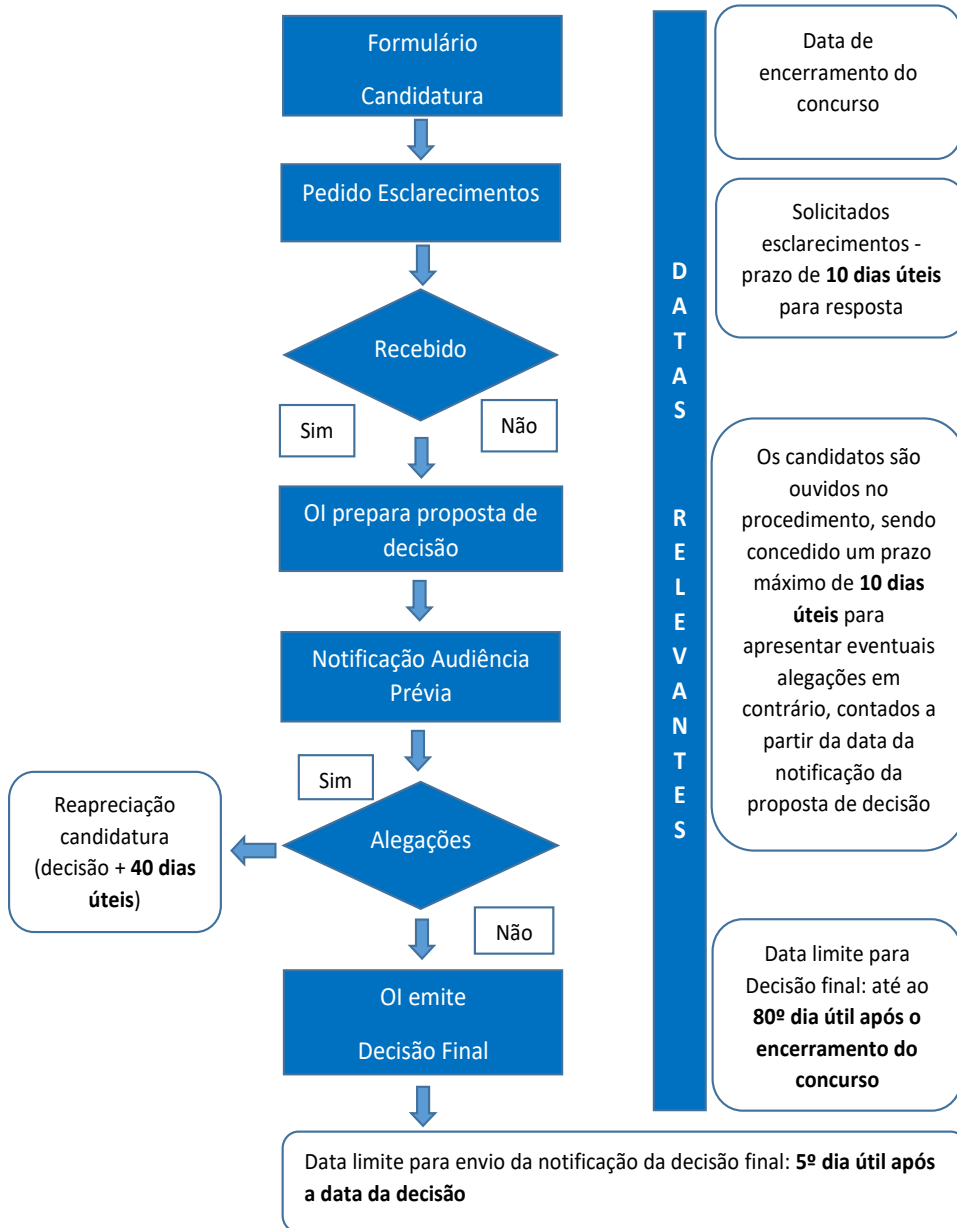 Formulário
Candidatura
Data de
encerramento do
concurso
Pedido Esclarecimentos
Solicitados
esclarecimentos -
prazo de 10 dias úteis
para resposta
Recebido
Sim
Não
OI prepara proposta de
decisão
Notificação Audiência
Prévia
Os candidatos são
ouvidos no
procedimento, sendo
concedido um prazo
máximo de 10 dias
úteis para
apresentar eventuais
alegações em
contrário, contados a
partir da data da
notificação da
proposta de decisão
D
A
T
A
S
R
E
L
E
V
A
N
T
E
S
Sim
Alegações
Reapreciação
candidatura
(decisão + 40 dias
úteis)
Não
OI emite
Decisão Final
Data limite para
Decisão final: até ao
80º dia útil após o
encerramento do
concurso
Data limite para envio da notificação da decisão final: 5º dia útil após
a data da decisão